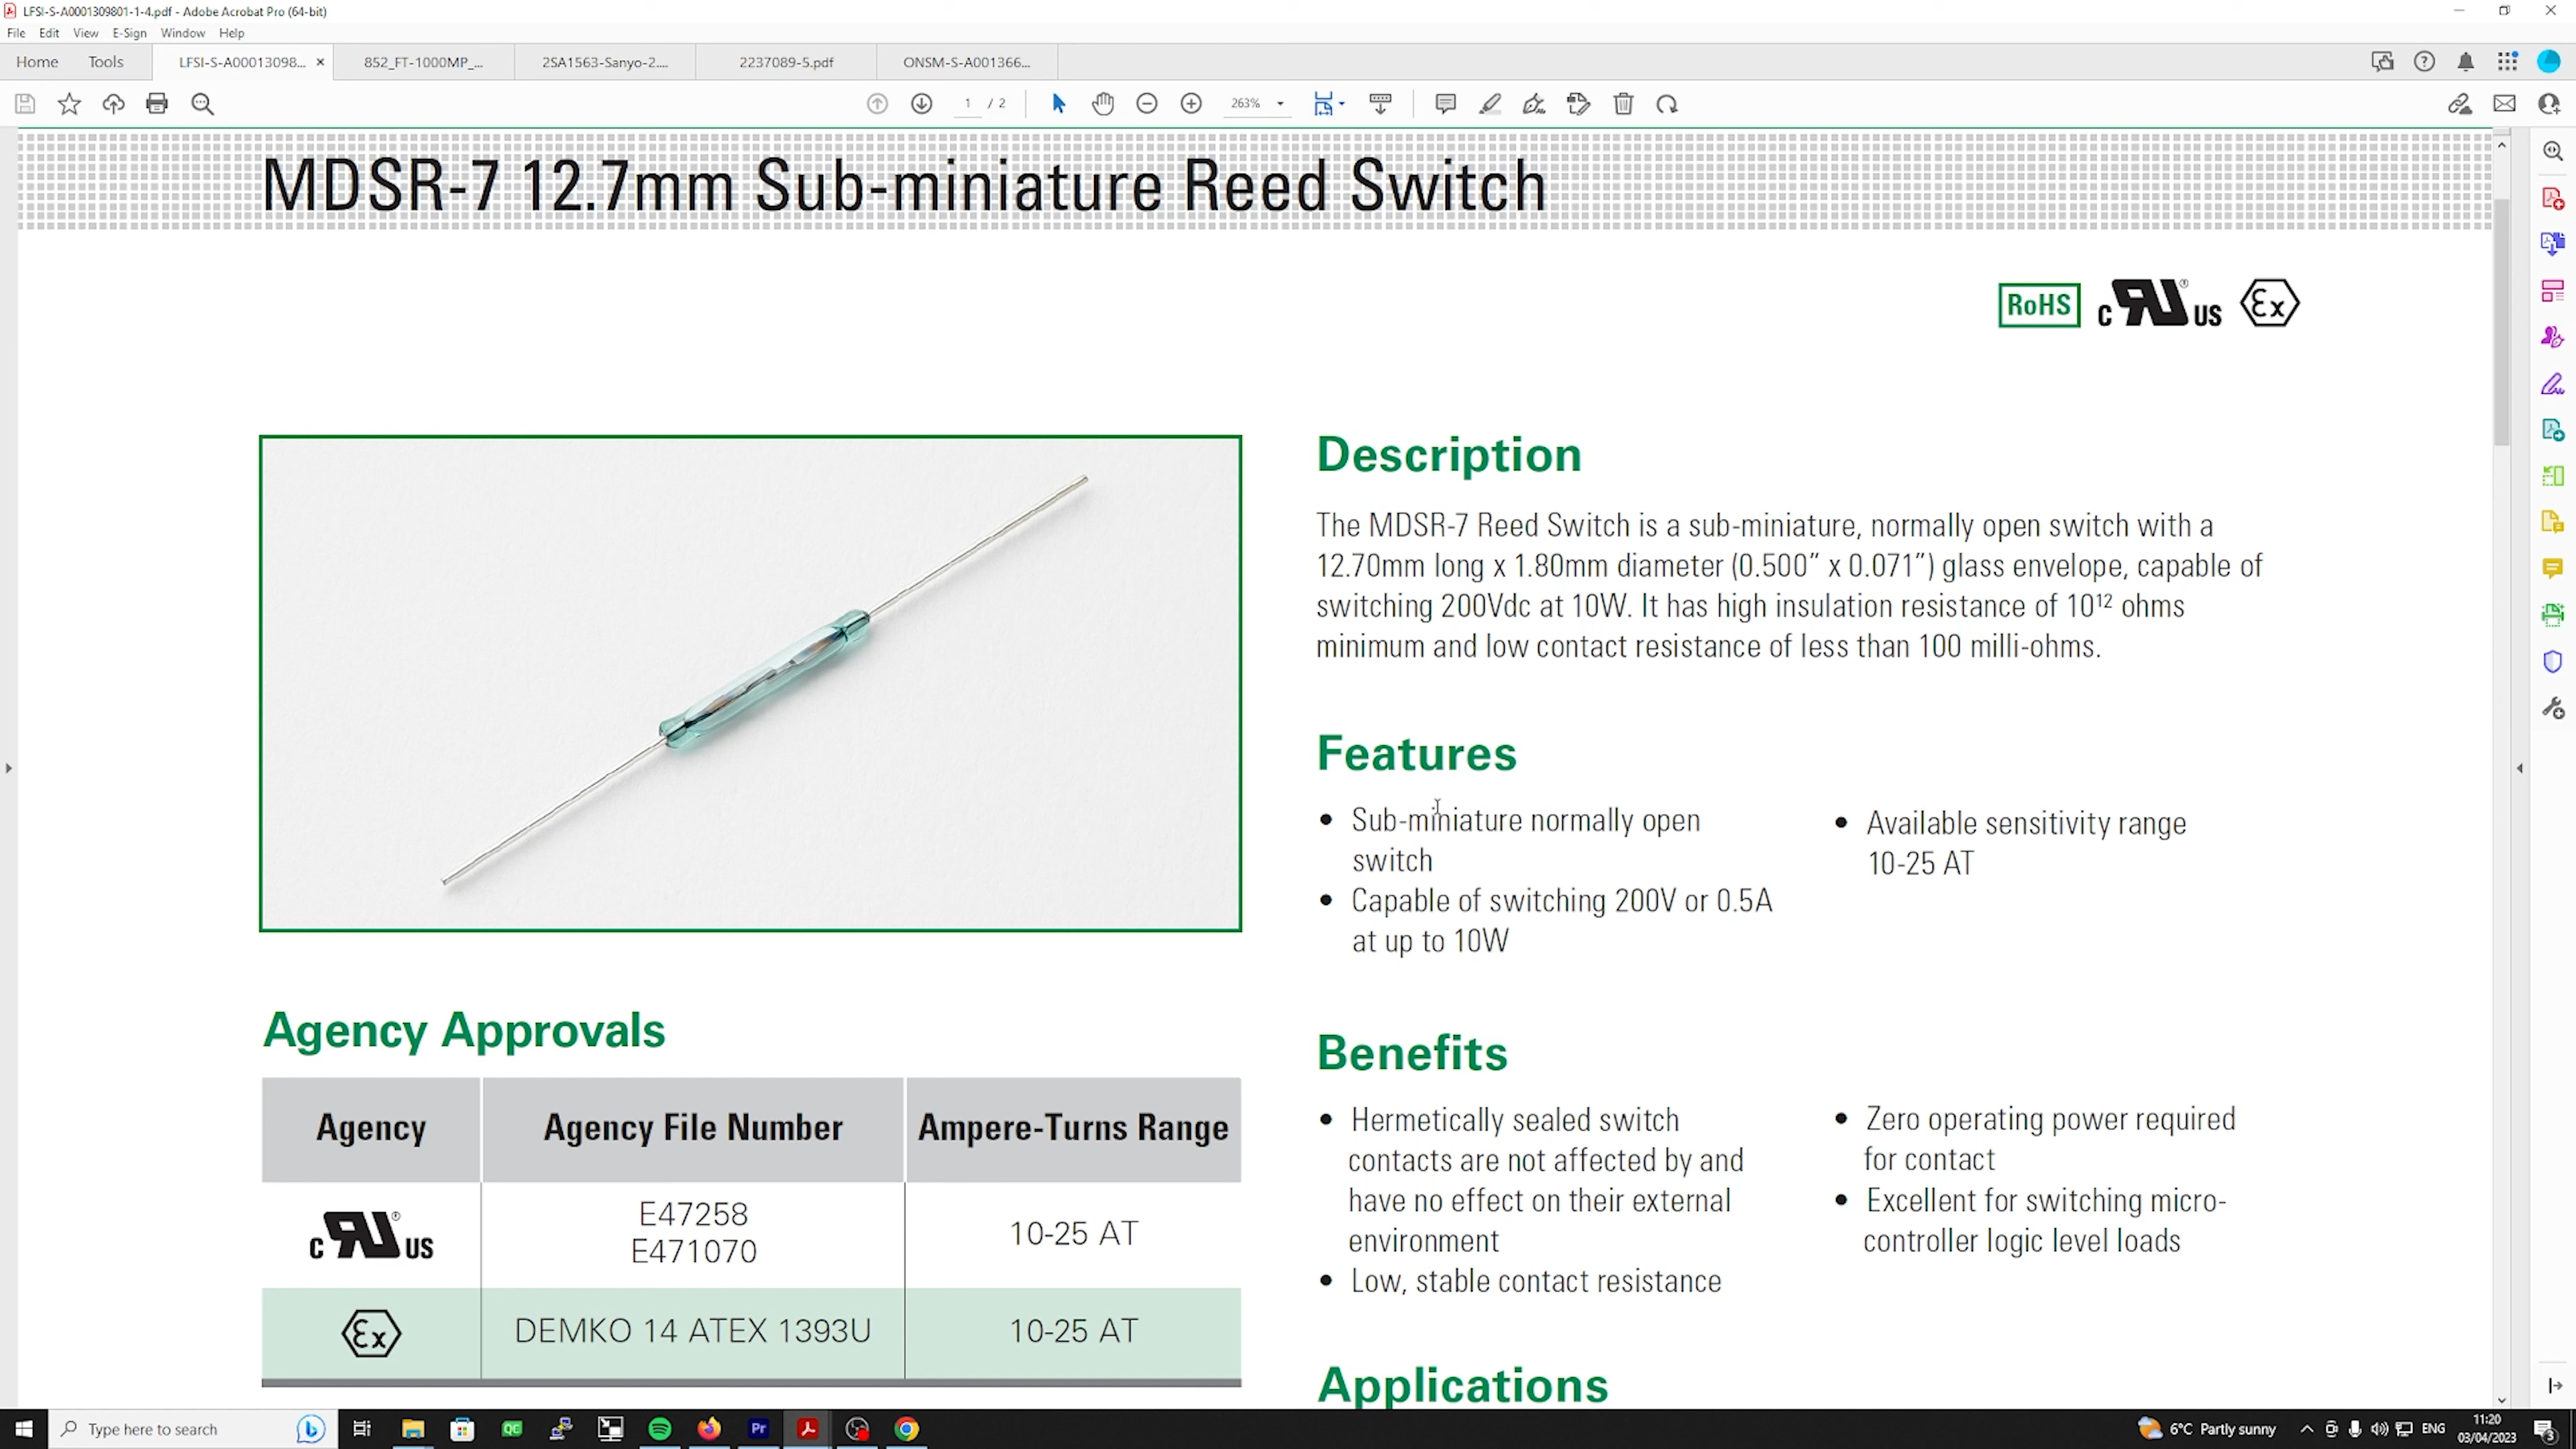 LFSI-S-A0001309801-1-4.pdf - Adobe Acrobat Pro (64-bit)
File Edit View E-Sign Window Help
Home Tools LFSI-S-A00013098... × 852_FT-1000MP_... 2SA1563-Sanyo-2.... 2237089-5.pdf ONSM-S-A001366...
1 / 2 263%
MDSR-7 12.7mm Sub-miniature Reed Switch
RoHS c RU® US Ex
Description
The MDSR-7 Reed Switch is a sub-miniature, normally open switch with a
12.70mm long x 1.80mm diameter (0.500” x 0.071”) glass envelope, capable of
switching 200Vdc at 10W. It has high insulation resistance of 10¹² ohms
minimum and low contact resistance of less than 100 milli-ohms.
Features
• Sub-miniature normally open
switch
• Capable of switching 200V or 0.5A
at up to 10W
• Available sensitivity range
10-25 AT
Agency Approvals
Agency Agency File Number Ampere-Turns Range
c RU® US E47258
E471070 10-25 AT
Ex DEMKO 14 ATEX 1393U 10-25 AT
Benefits
• Hermetically sealed switch
contacts are not affected by and
have no effect on their external
environment
• Low, stable contact resistance
• Zero operating power required
for contact
• Excellent for switching micro-
controller logic level loads
Applications
Type here to search
QC Pr
6°C Partly sunny ENG 11:20
03/04/2023 3